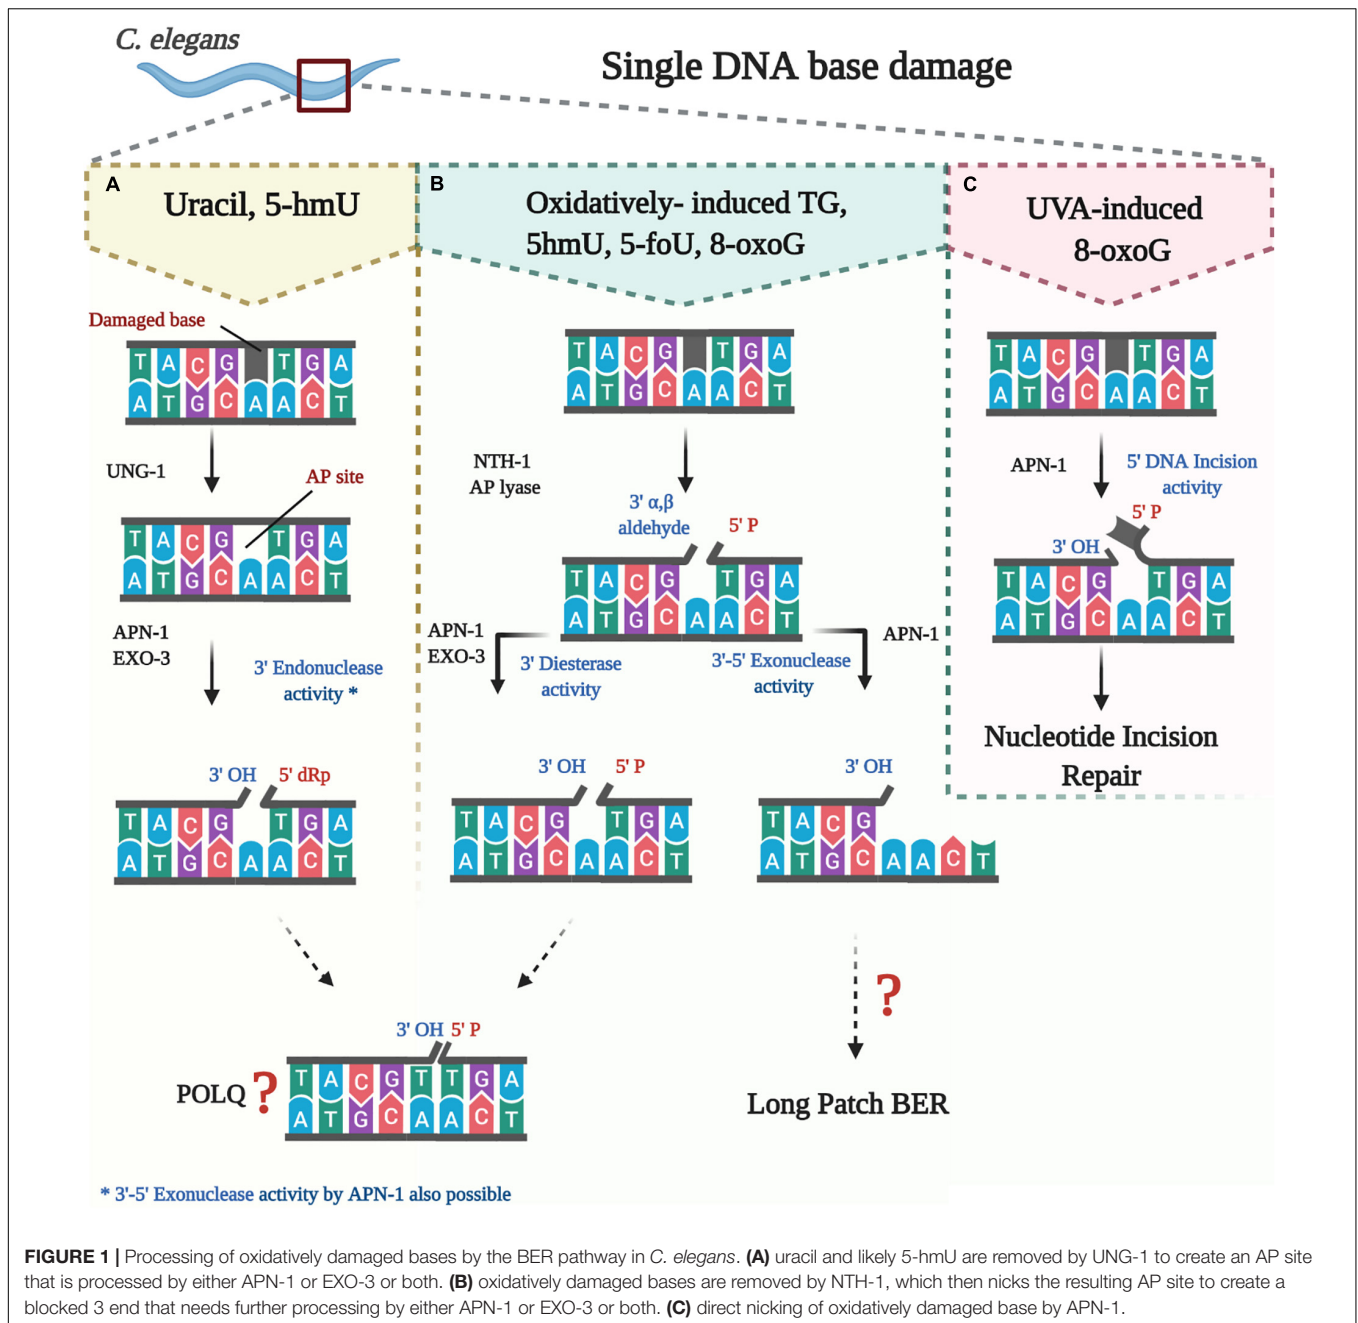 C. elegans
Single DNA base damage
A
Uracil, 5-hmU
B
Oxidatively- induced TG,
5hmU, 5-foU, 8-oxoG
C
UVA-induced
8-oxoG
Damaged base
T A C G T G A
A T G C A A C T
UNG-1
AP site
T A C G T G A
A T G C A A C T
APN-1
EXO-3
3' Endonuclease
activity *
3' OH 5' dRp
T A C G T G A
A T G C A A C T
T A C G T G A
A T G C A A C T
NTH-1
AP lyase
3' α,β
aldehyde
5' P
T A C G T G A
A T G C A A C T
APN-1
EXO-3
3' Diesterase
activity
3'-5' Exonuclease
activity
APN-1
3' OH 5' P
T A C G T G A
A T G C A A C T
3' OH
T A C G
A T G C A A C T
T A C G T G A
A T G C A A C T
APN-1
5' DNA Incision
activity
5' P
3' OH
T A C G T G A
A T G C A A C T
Nucleotide Incision
Repair
3' OH 5' P
POLQ ?
T A C G T T G A
A T G C A A C T
?
Long Patch BER
* 3'-5' Exonuclease activity by APN-1 also possible
FIGURE 1 | Processing of oxidatively damaged bases by the BER pathway in C. elegans. (A) uracil and likely 5-hmU are removed by UNG-1 to create an AP site
that is processed by either APN-1 or EXO-3 or both. (B) oxidatively damaged bases are removed by NTH-1, which then nicks the resulting AP site to create a
blocked 3 end that needs further processing by either APN-1 or EXO-3 or both. (C) direct nicking of oxidatively damaged base by APN-1.